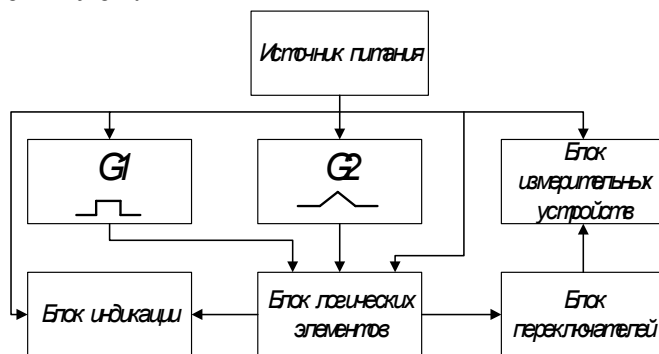 Источник питания
G1
G2
Блок
измерительных
устройств
Блок индикации
Блок логических
элементов
Блок
переключателей